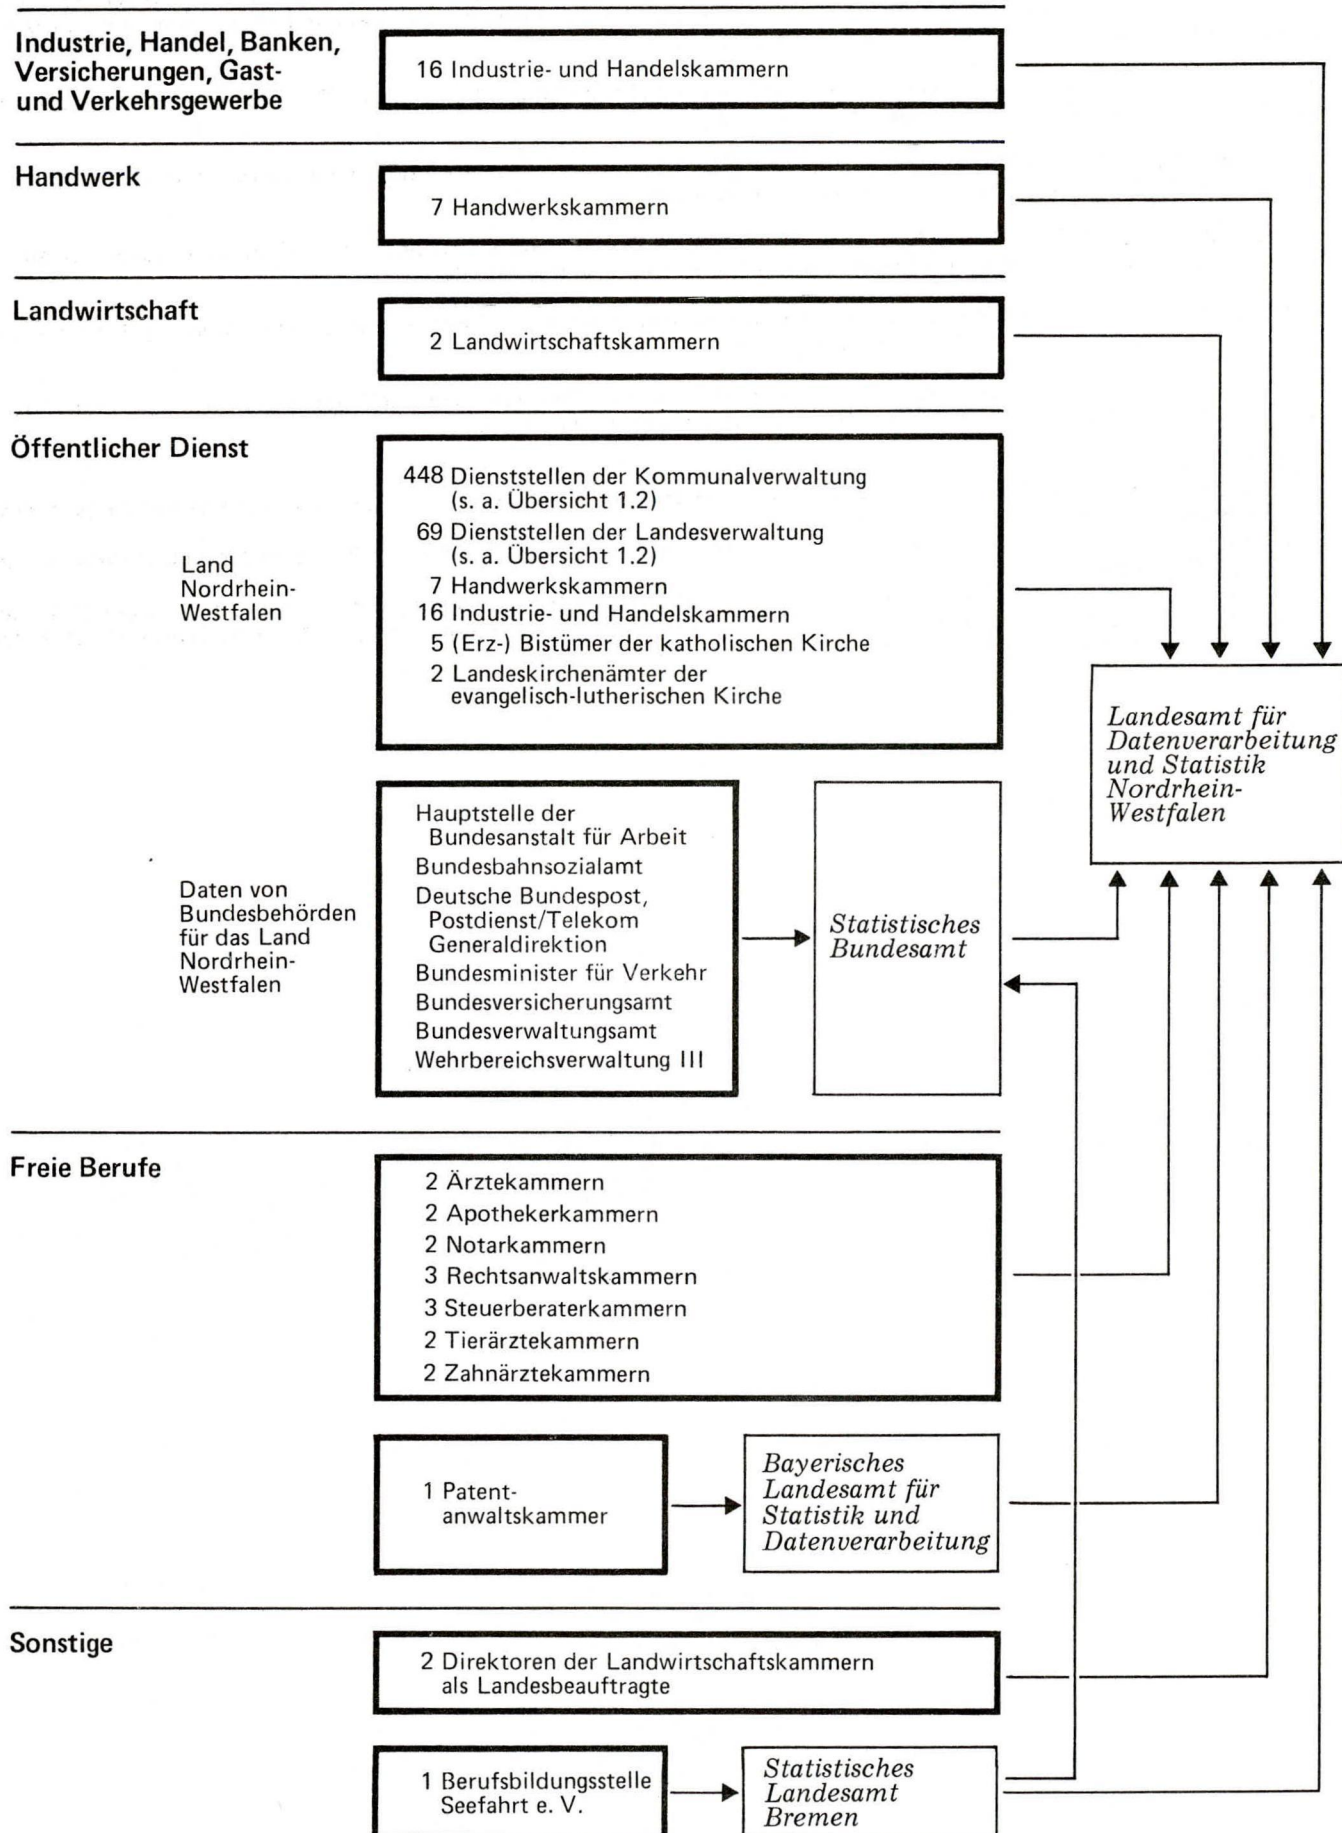 Industrie, Handel, Banken,
Versicherungen, Gast-
und Verkehrsgewerbe
16 Industrie- und Handelskammern
Handwerk
7 Handwerkskammern
Landwirtschaft
2 Landwirtschaftskammern
Öffentlicher Dienst
Land
Nordrhein-
Westfalen
448 Dienststellen der Kommunalverwaltung
(s. a. Übersicht 1.2)
69 Dienststellen der Landesverwaltung
(s. a. Übersicht 1.2)
7 Handwerkskammern
16 Industrie- und Handelskammern
5 (Erz-) Bistümer der katholischen Kirche
2 Landeskirchenämter der
evangelisch-lutherischen Kirche
Landesamt für
Datenverarbeitung
und Statistik
Nordrhein-
Westfalen
Daten von
Bundesbehörden
für das Land
Nordrhein-
Westfalen
Hauptstelle der
Bundesanstalt für Arbeit
Bundesbahnsozialamt
Deutsche Bundespost,
Postdienst/Telekom
Generaldirektion
Bundesminister für Verkehr
Bundesversicherungsamt
Bundesverwaltungsamt
Wehrbereichsverwaltung III
Statistisches
Bundesamt
Freie Berufe
2 Ärztekammern
2 Apothekerkammern
2 Notarkammern
3 Rechtsanwaltskammern
3 Steuerberaterkammern
2 Tierärztekammern
2 Zahnärztekammern
1 Patent-
anwaltskammer
Bayerisches
Landesamt für
Statistik und
Datenverarbeitung
Sonstige
2 Direktoren der Landwirtschaftskammern
als Landesbeauftragte
1 Berufsbildungsstelle
Seefahrt e. V.
Statistisches
Landesamt
Bremen